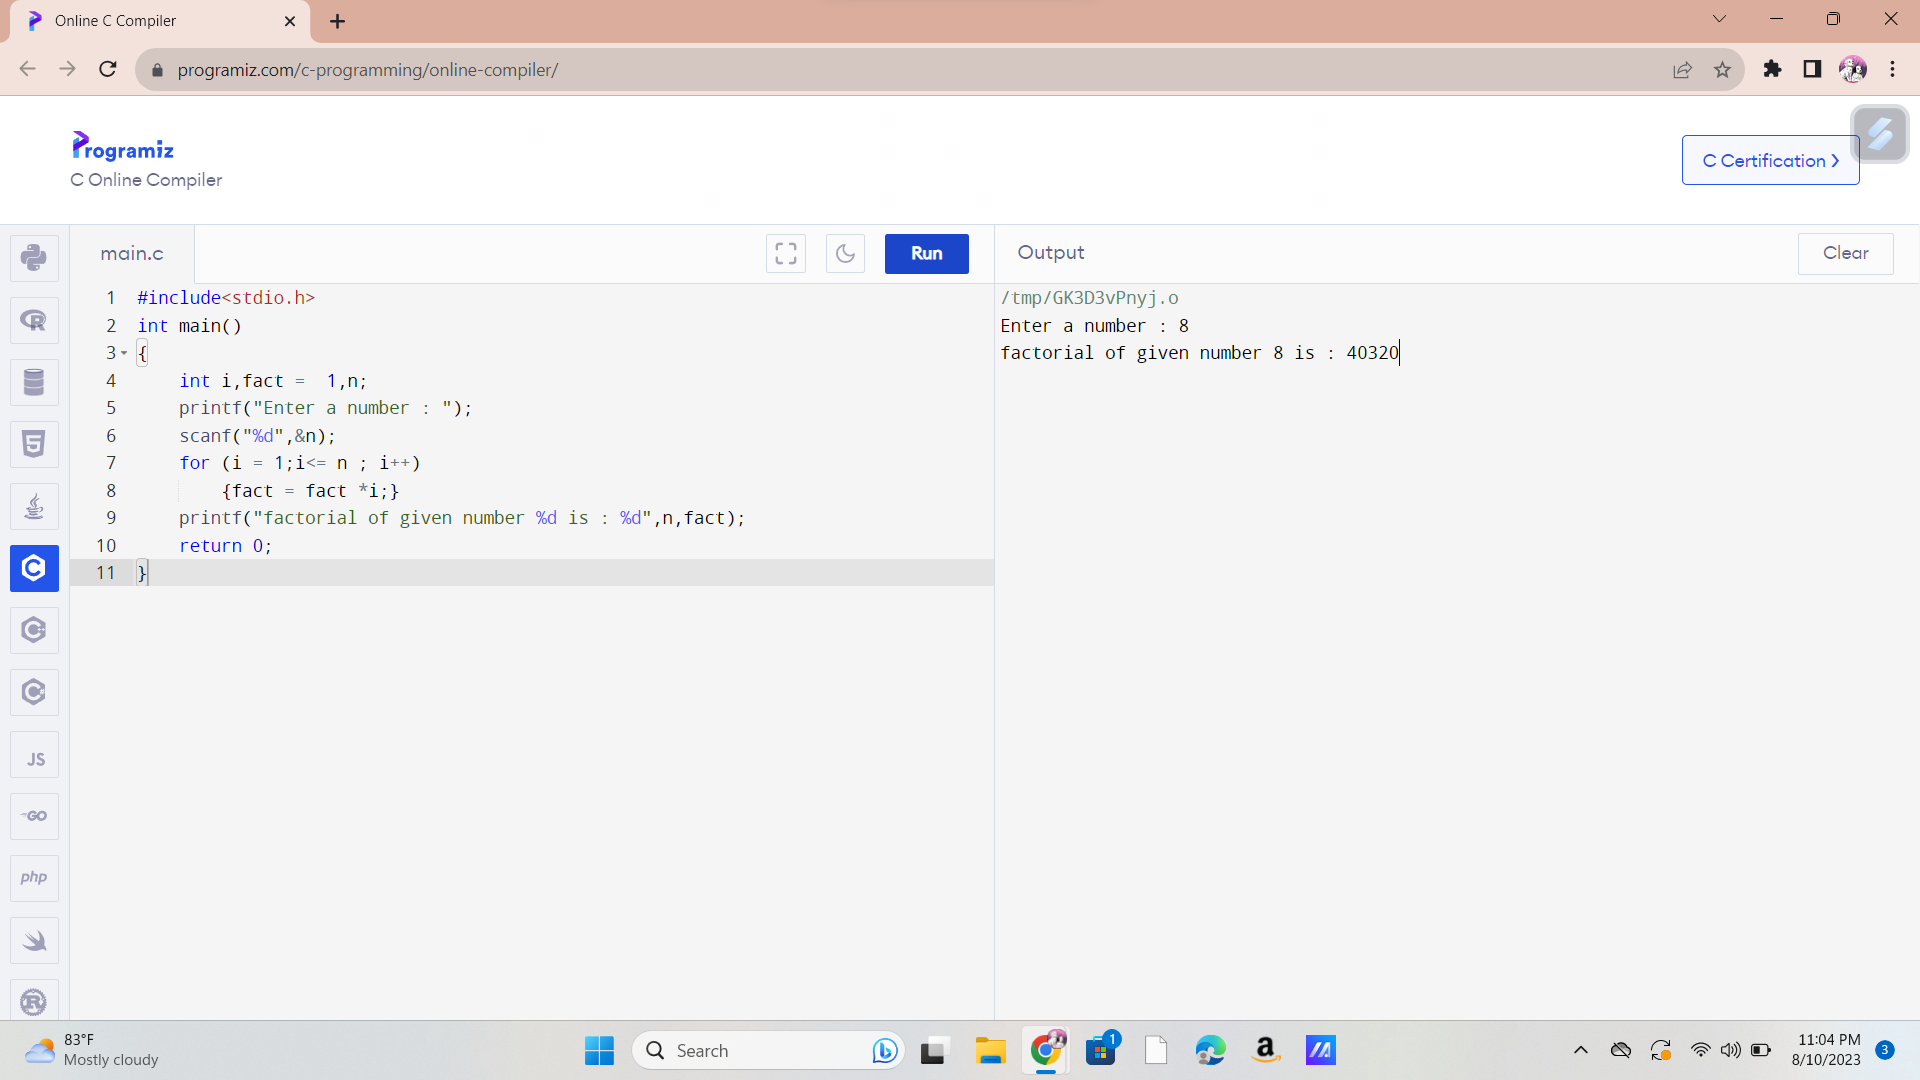 Online C Compiler
programiz.com/c-programming/online-compiler/
Programiz
C Online Compiler
C Certification
main.c
Run
Output
Clear
1 #include<stdio.h>
2 int main()
3 {
4 int i,fact =  1,n;
5 printf("Enter a number : ");
6 scanf("%d",&n);
7 for (i = 1;i<= n ; i++)
8 {fact = fact *i;}
9 printf("factorial of given number %d is : %d",n,fact);
10 return 0;
11 }
/tmp/GK3D3vPnyj.o
Enter a number : 8
factorial of given number 8 is : 40320
R
5
C
C
C
JS
GO
php
R
83°F
Mostly cloudy
Search
1
a
11:04 PM
8/10/2023
3